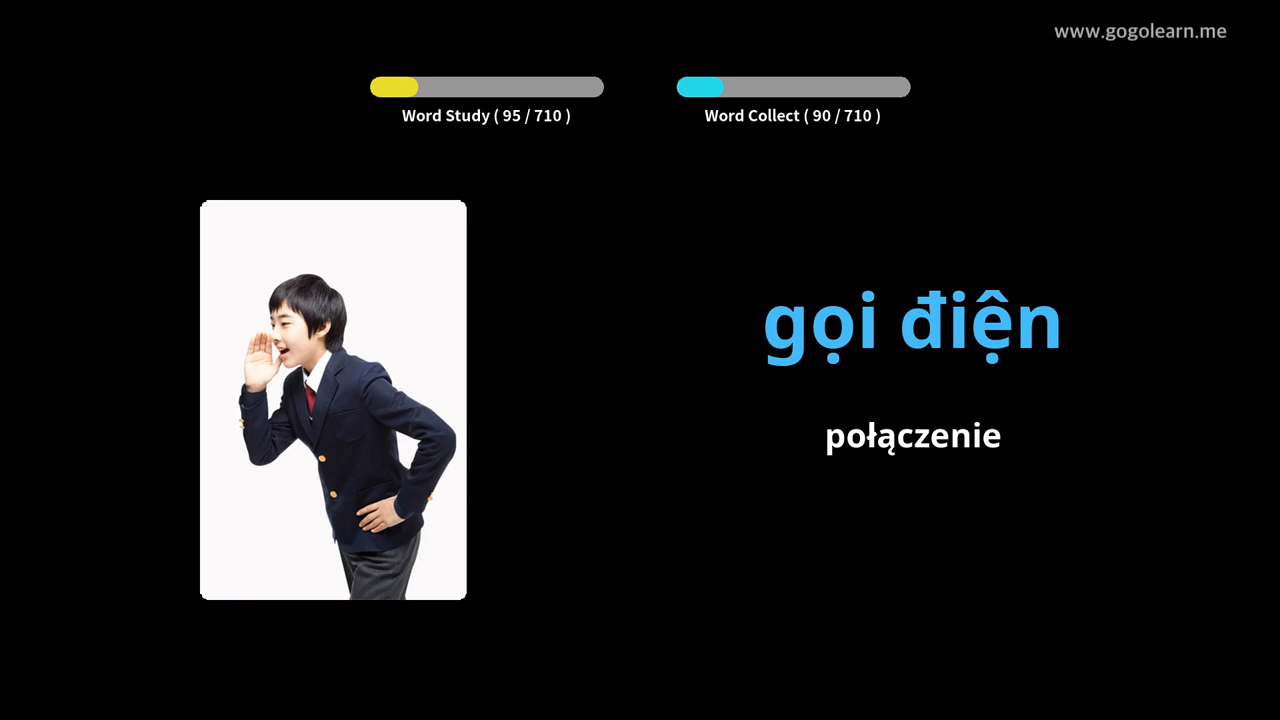 www.gogolearn.me
Word Study ( 95 / 710 )
Word Collect ( 90 / 710 )
gọi điện
połączenie